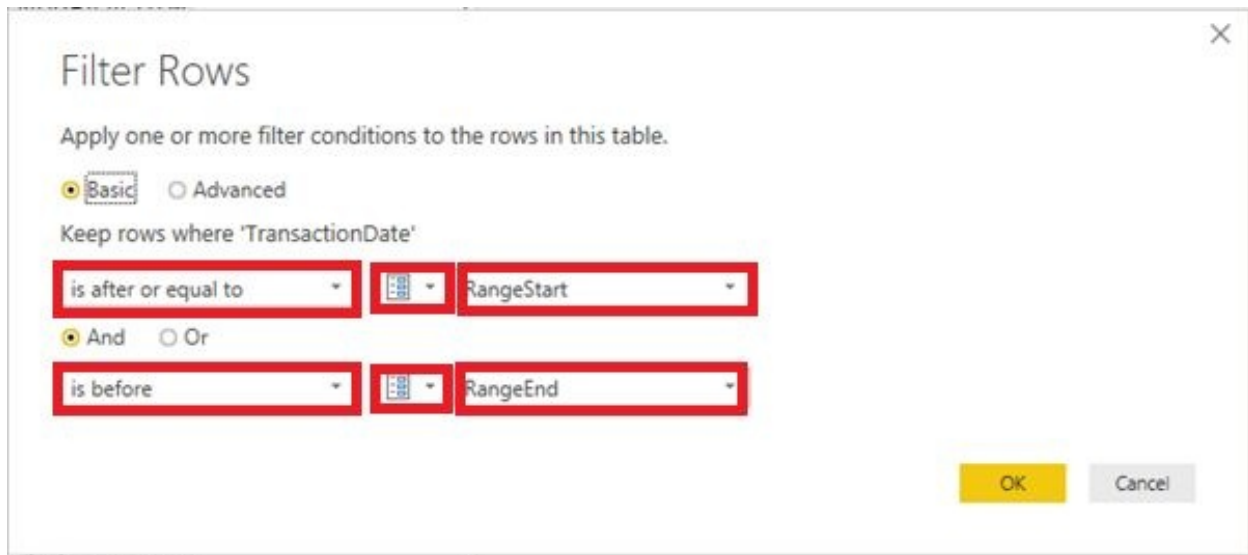 Filter Rows
Apply one or more filter conditions to the rows in this table.
Basic Advanced
Keep rows where 'TransactionDate'
is after or equal to RangeStart
And Or
is before RangeEnd
OK Cancel